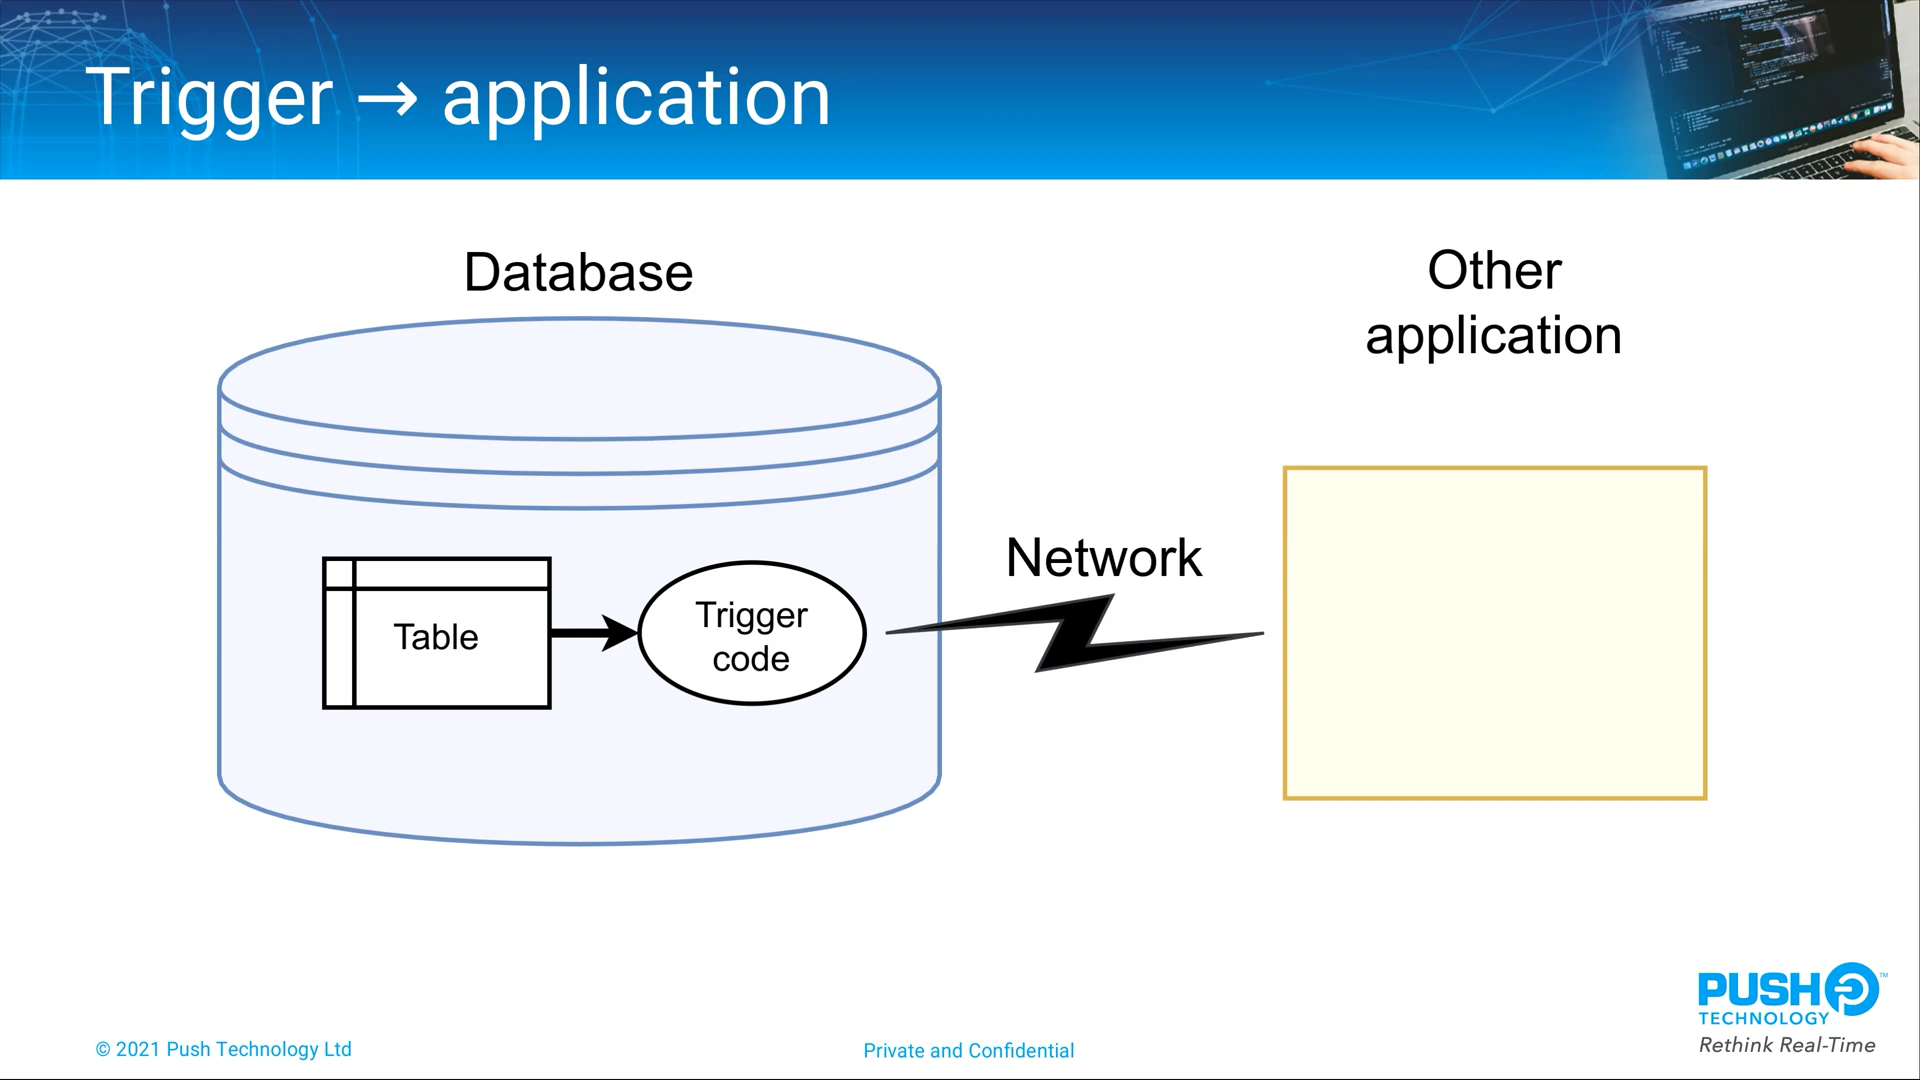 Trigger → application
Database
Other
application
Network
Table
Trigger
code
PUSH
TECHNOLOGY
Rethink Real-Time
© 2021 Push Technology Ltd
Private and Confidential